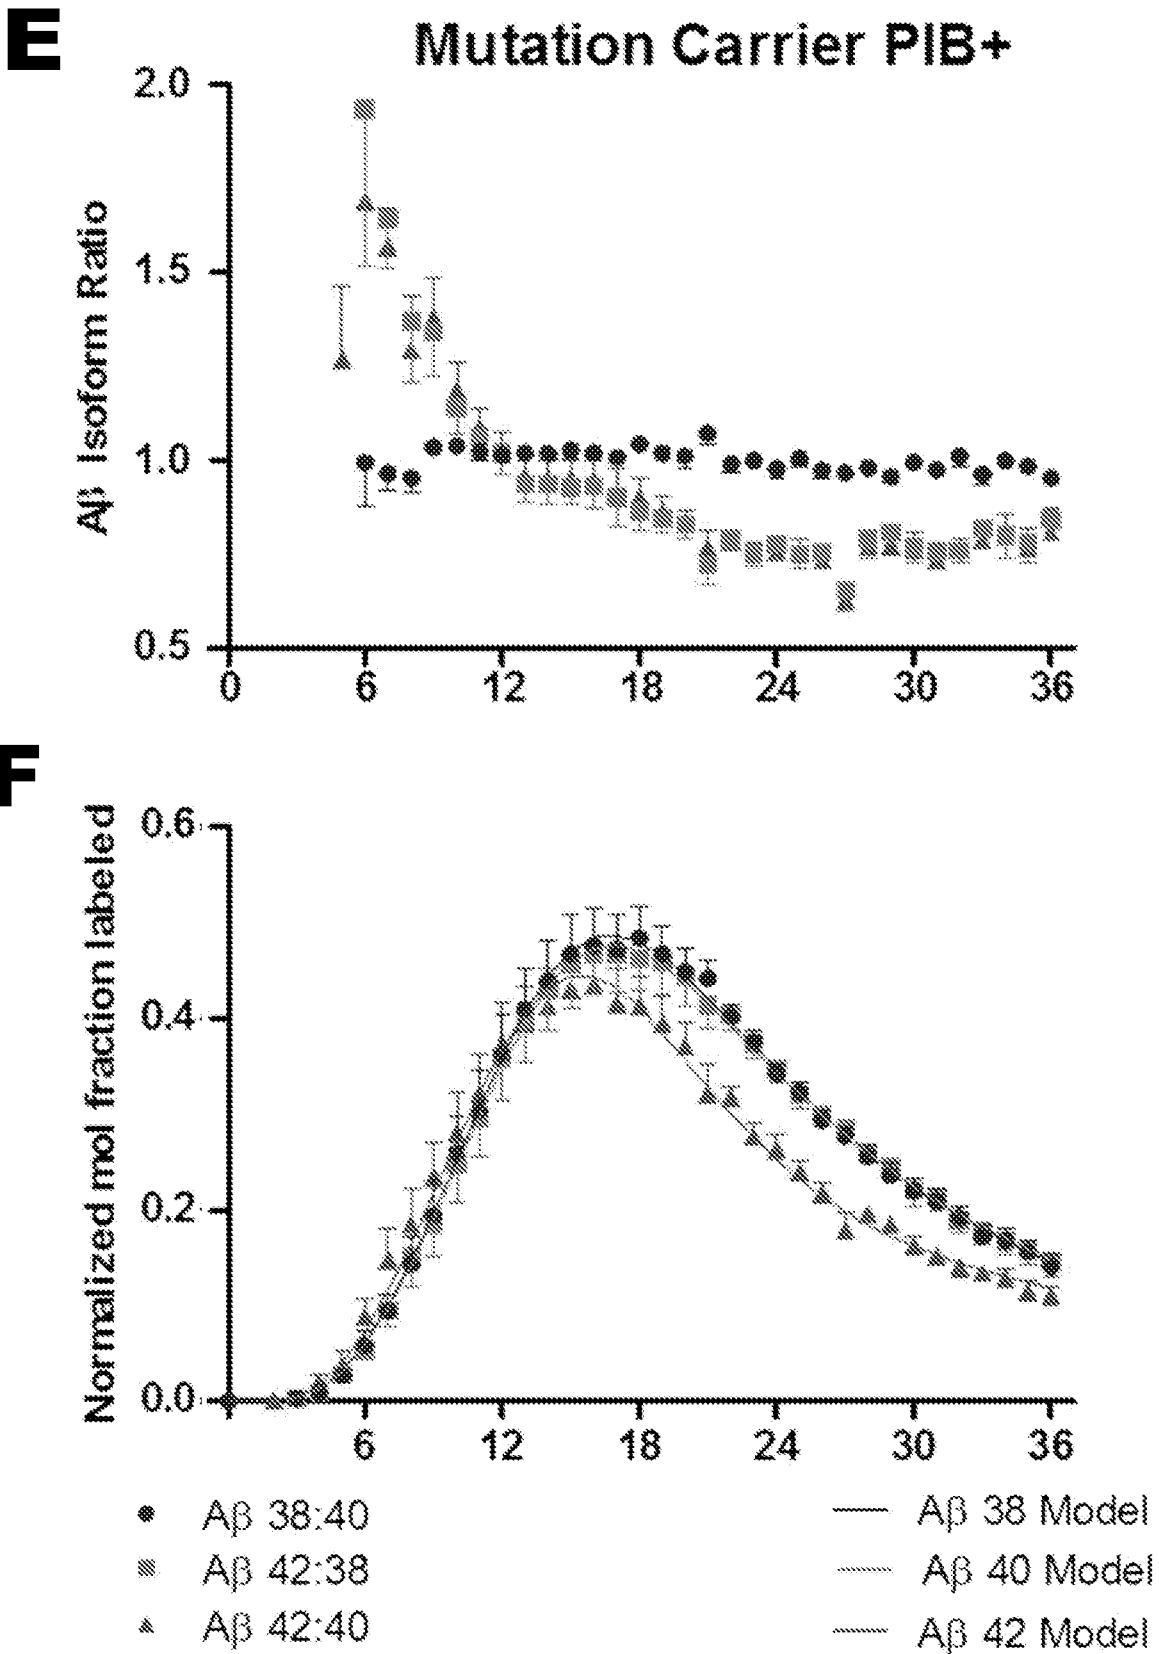 E
Mutation Carrier PIB+
Aβ Isoform Ratio
2.0
1.5
1.0
0.5
0 6 12 18 24 30 36
F
Normalized mol fraction labeled
0.6
0.4
0.2
0.0
6 12 18 24 30 36
Aβ 38:40
Aβ 42:38
Aβ 42:40
Aβ 38 Model
Aβ 40 Model
Aβ 42 Model